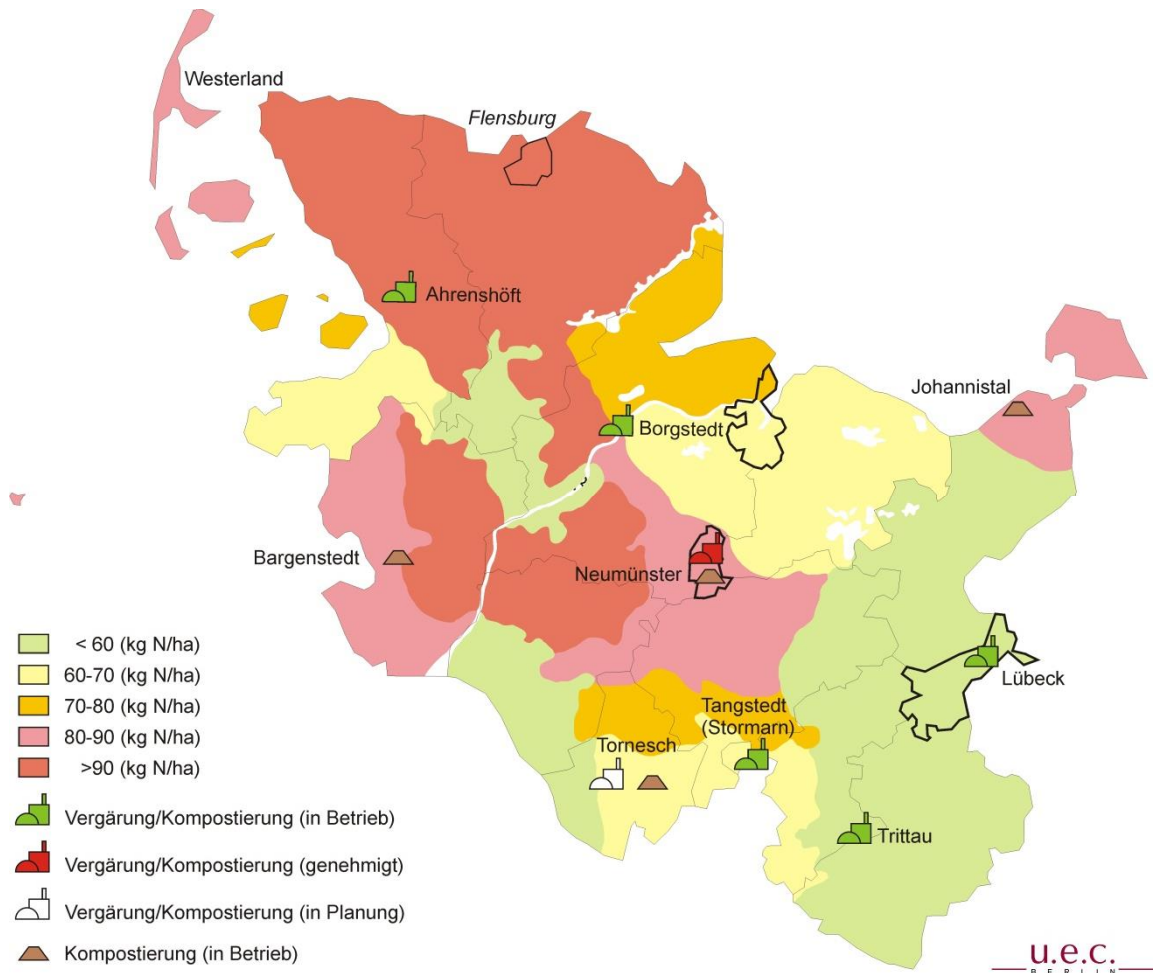 Westerland
Flensburg
Ahrenshöft
Johannistal
Borgstedt
Bargenstedt
Neumünster
Lübeck
Tangstedt
(Stormarn)
Tornesch
Trittau
< 60 (kg N/ha)
60-70 (kg N/ha)
70-80 (kg N/ha)
80-90 (kg N/ha)
>90 (kg N/ha)
Vergärung/Kompostierung (in Betrieb)
Vergärung/Kompostierung (genehmigt)
Vergärung/Kompostierung (in Planung)
Kompostierung (in Betrieb)
u.e.c.
BERLIN